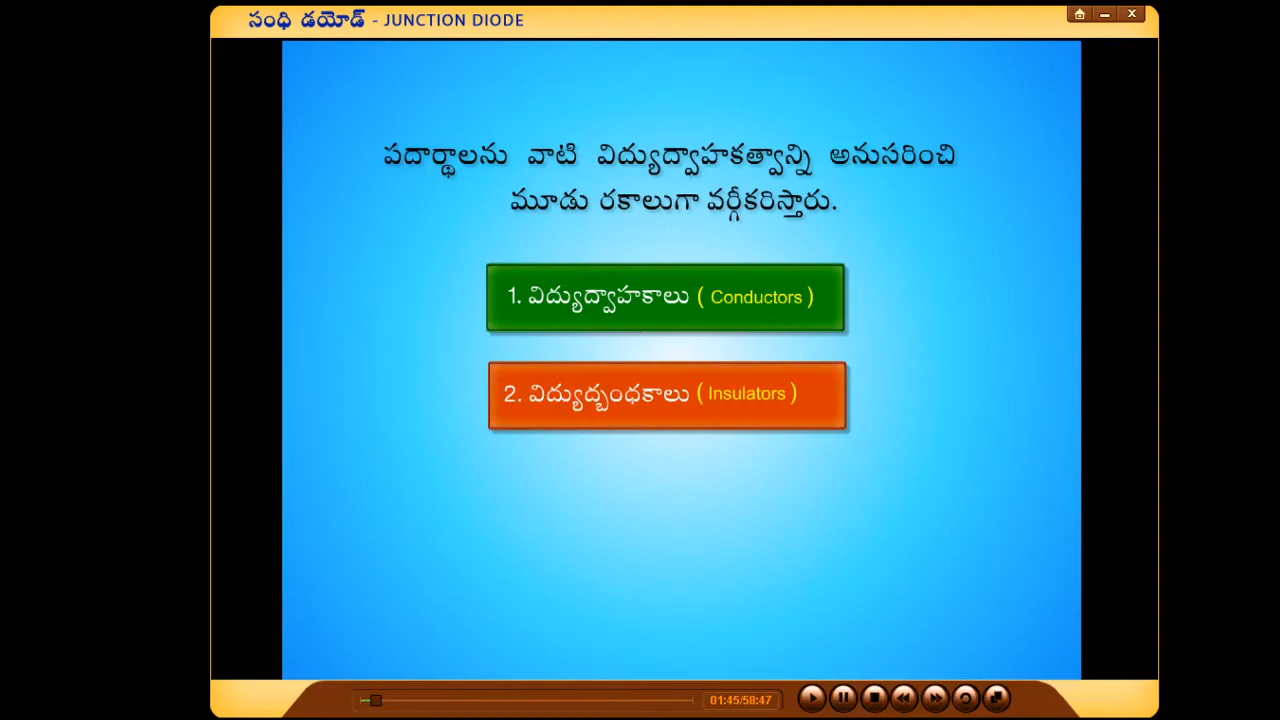 సంధి డయోడ్ - JUNCTION DIODE
పదార్థాలను వాటి విద్యుద్వాహకత్వాన్ని అనుసరించి
మూడు రకాలుగా వర్గీకరిస్తారు.
1. విద్యుద్వాహకాలు ( Conductors )
2. విద్యుద్బంధకాలు ( Insulators )
01:45/58:47